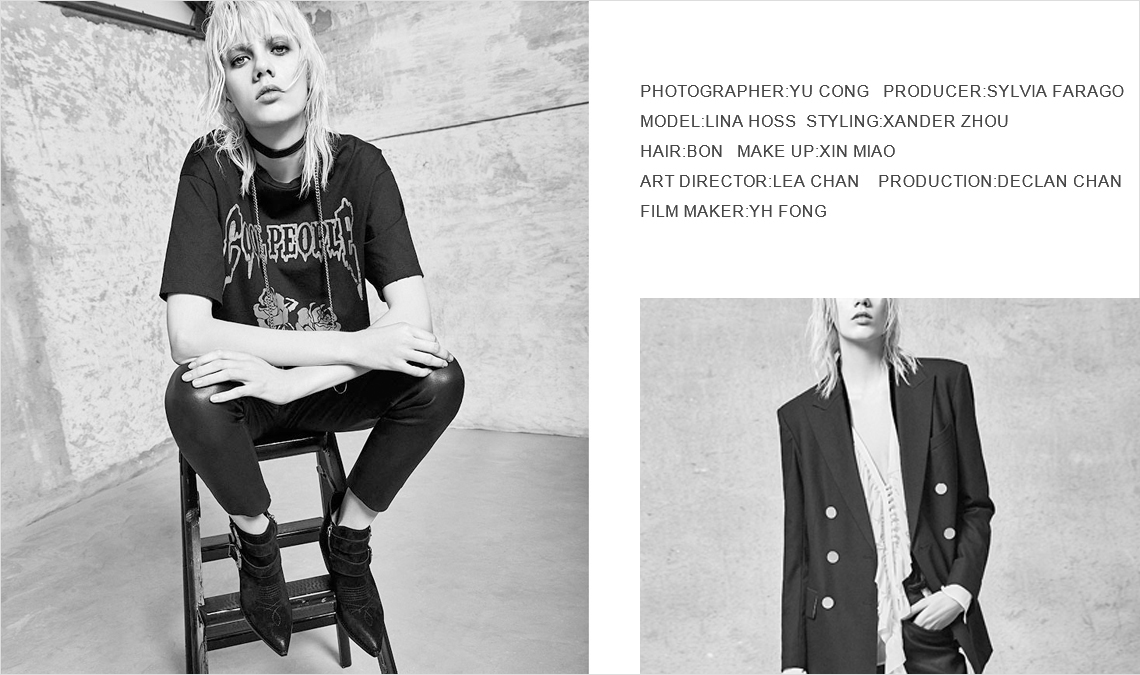 PHOTOGRAPHER:YU CONG PRODUCER:SYLVIA FARAGO
MODEL:LINA HOSS STYLING:XANDER ZHOU
HAIR:BON MAKE UP:XIN MIAO
ART DIRECTOR:LEA CHAN PRODUCTION:DECLAN CHAN
FILM MAKER:YH FONG
PEOPLE